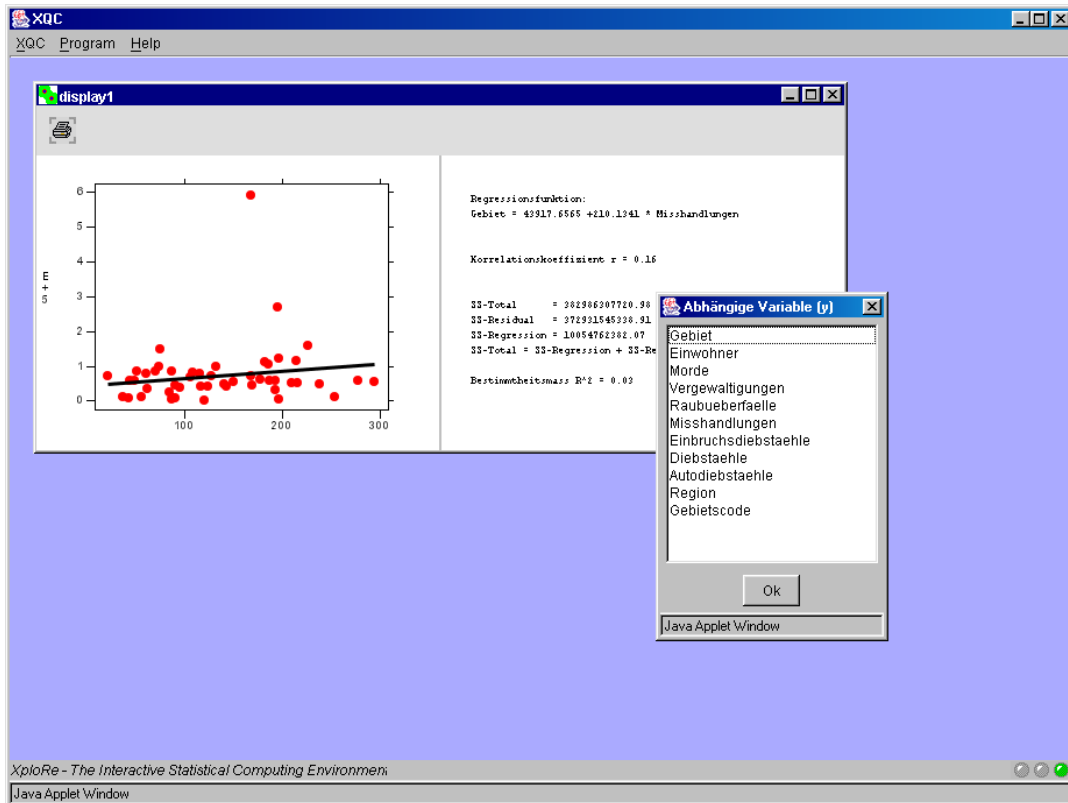 XQC
XQC Program Help
display1
6
5
4
3
2
1
0
E+5
100 200 300
Regressionsfunktion:
Gebiet = 43917.6565 +210.1341 * Misshandlungen
Korrelationskoeffizient r = 0.16
SS-Total = 382986307720.98
SS-Residual = 372931545338.91
SS-Regression = 10054762382.07
SS-Total = SS-Regression + SS-Re
Bestimmtheitsmass R^2 = 0.03
Abhängige Variable (y)
Gebiet
Einwohner
Morde
Vergewaltigungen
Raubueberfaelle
Misshandlungen
Einbruchsdiebstaehle
Diebstaehle
Autodiebstaehle
Region
Gebietscode
Ok
Java Applet Window
XploRe - The Interactive Statistical Computing Environmen
Java Applet Window